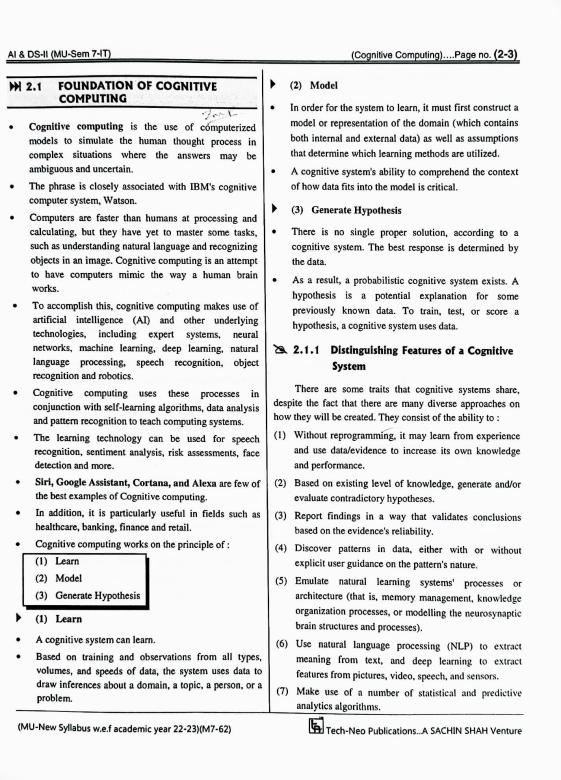 AI & DS-II (MU-Sem 7-IT)
(Cognitive Computing)....Page no. (2-3)
2.1 FOUNDATION OF COGNITIVE
COMPUTING
• Cognitive computing is the use of computerized
models to simulate the human thought process in
complex situations where the answers may be
ambiguous and uncertain.
• The phrase is closely associated with IBM's cognitive
computer system, Watson.
• Computers are faster than humans at processing and
calculating, but they have yet to master some tasks,
such as understanding natural language and recognizing
objects in an image. Cognitive computing is an attempt
to have computers mimic the way a human brain
works.
• To accomplish this, cognitive computing makes use of
artificial intelligence (AI) and other underlying
technologies, including expert systems, neural
networks, machine learning, deep learning, natural
language processing, speech recognition, object
recognition and robotics.
• Cognitive computing uses these processes in
conjunction with self-learning algorithms, data analysis
and pattern recognition to teach computing systems.
• The learning technology can be used for speech
recognition, sentiment analysis, risk assessments, face
detection and more.
• Siri, Google Assistant, Cortana, and Alexa are few of
the best examples of Cognitive computing.
• In addition, it is particularly useful in fields such as
healthcare, banking, finance and retail.
• Cognitive computing works on the principle of :
(1) Learn
(2) Model
(3) Generate Hypothesis
(1) Learn
• A cognitive system can learn.
• Based on training and observations from all types,
volumes, and speeds of data, the system uses data to
draw inferences about a domain, a topic, a person, or a
problem.
(2) Model
• In order for the system to learn, it must first construct a
model or representation of the domain (which contains
both internal and external data) as well as assumptions
that determine which learning methods are utilized.
• A cognitive system's ability to comprehend the context
of how data fits into the model is critical.
(3) Generate Hypothesis
• There is no single proper solution, according to a
cognitive system. The best response is determined by
the data.
• As a result, a probabilistic cognitive system exists. A
hypothesis is a potential explanation for some
previously known data. To train, test, or score a
hypothesis, a cognitive system uses data.
2.1.1 Distinguishing Features of a Cognitive
System
There are some traits that cognitive systems share,
despite the fact that there are many diverse approaches on
how they will be created. They consist of the ability to :
(1) Without reprogramming, it may learn from experience
and use data/evidence to increase its own knowledge
and performance.
(2) Based on existing level of knowledge, generate and/or
evaluate contradictory hypotheses.
(3) Report findings in a way that validates conclusions
based on the evidence's reliability.
(4) Discover patterns in data, either with or without
explicit user guidance on the pattern's nature.
(5) Emulate natural learning systems' processes or
architecture (that is, memory management, knowledge
organization processes, or modelling the neurosynaptic
brain structures and processes).
(6) Use natural language processing (NLP) to extract
meaning from text, and deep learning to extract
features from pictures, video, speech, and sensors.
(7) Make use of a number of statistical and predictive
analytics algorithms.
(MU-New Syllabus w.e.f academic year 22-23)(M7-62)
Tech-Neo Publications...A SACHIN SHAH Venture